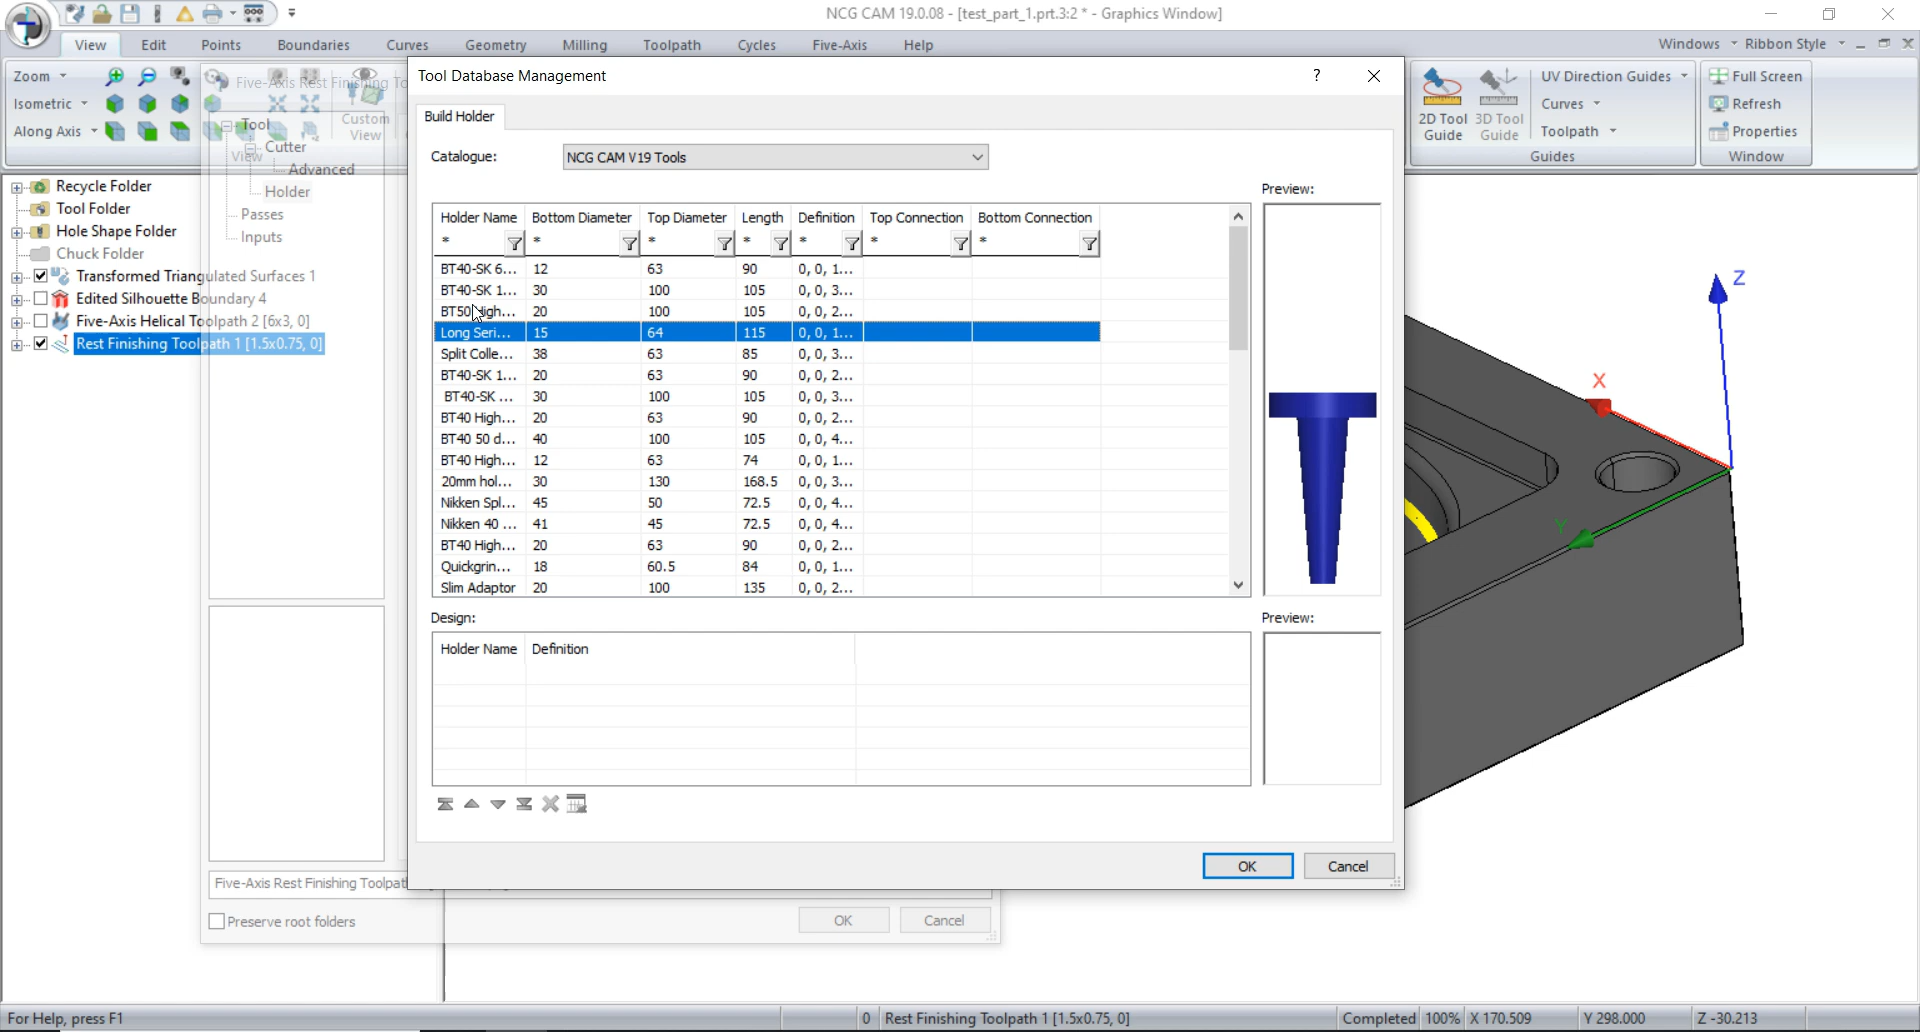 NCG CAM 19.0.08 - [test_part_1.prt.3:2 * - Graphics Window]
View Edit Points Boundaries Curves Geometry Milling Toolpath Cycles Five-Axis Help Windows Ribbon Style
Zoom
Isometric
Along Axis
Custom View
View
2D Tool Guide
3D Tool Guide
UV Direction Guides
Curves
Toolpath
Guides
Full Screen
Refresh
Properties
Window
Recycle Folder
Tool Folder
Hole Shape Folder
Chuck Folder
Transformed Triangulated Surfaces 1
Edited Silhouette Boundary 4
Five-Axis Helical Toolpath 2 [6x3, 0]
Rest Finishing Toolpath 1 [1.5x0.75, 0]
Five-Axis Rest Finishing To
Tool
Cutter
Advanced
Holder
Passes
Inputs
Five-Axis Rest Finishing Toolpat
Preserve root folders
OK Cancel
Tool Database Management ?
Build Holder
Catalogue: NCG CAM V19 Tools
Preview:
Holder Name Bottom Diameter Top Diameter Length Definition Top Connection Bottom Connection
* * * * * * *
BT40-SK 6... 12 63 90 0, 0, 1...
BT40-SK 1... 30 100 105 0, 0, 3...
BT50 High... 20 100 105 0, 0, 2...
Long Seri... 15 64 115 0, 0, 1...
Split Colle... 38 63 85 0, 0, 3...
BT40-SK 1... 20 63 90 0, 0, 2...
BT40-SK ... 30 100 105 0, 0, 3...
BT40 High... 20 63 90 0, 0, 2...
BT40 50 d... 40 100 105 0, 0, 4...
BT40 High... 12 63 74 0, 0, 1...
20mm hol... 30 130 168.5 0, 0, 3...
Nikken Spl... 45 50 72.5 0, 0, 4...
Nikken 40 ... 41 45 72.5 0, 0, 4...
BT40 High... 20 63 90 0, 0, 2...
Quickgrin... 18 60.5 84 0, 0, 1...
Slim Adaptor 20 100 135 0, 0, 2...
Design:
Preview:
Holder Name Definition
OK Cancel
Z
X
Y
For Help, press F1 0 Rest Finishing Toolpath 1 [1.5x0.75, 0] Completed 100% X 170.509 Y 298.000 Z -30.213